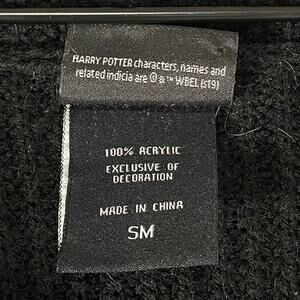 HARRY POTTER characters, names and
related indicia are © & ™ WBEI. (s19)
100% ACRYLIC
EXCLUSIVE OF
DECORATION
MADE IN CHINA
SM